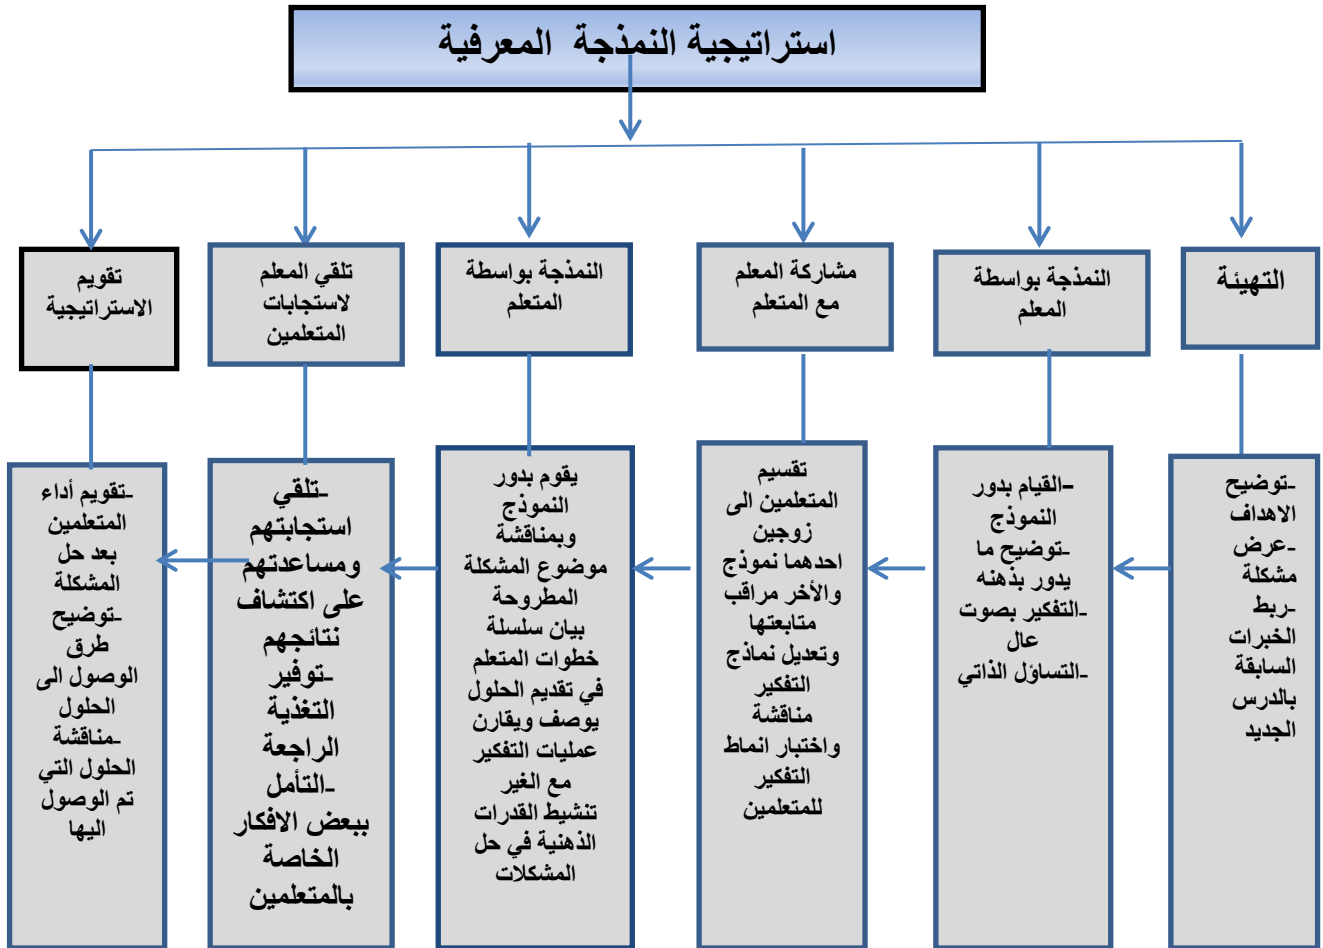 استراتيجية النمذجة المعرفية
التهيئة
النمذجة بواسطة
المعلم
مشاركة المعلم
مع المتعلم
النمذجة بواسطة
المتعلم
تلقي المعلم
لاستجابات
المتعلمين
تقويم
الاستراتيجية
-توضيح
الاهداف
-عرض
مشكلة
-ربط
الخبرات
السابقة
بالدرس
الجديد
–القيام بدور
النموذج
-توضيح ما
يدور بذهنه
-التفكير بصوت
عال
-التساؤل الذاتي
تقسيم
المتعلمين الى
زوجين
احدهما نموذج
والأخر مراقب
متابعتها
وتعديل نماذج
التفكير
مناقشة
واختبار انماط
التفكير
للمتعلمين
يقوم بدور
النموذج
وبمناقشة
موضوع المشكلة
المطروحة
بيان سلسلة
خطوات المتعلم
في تقديم الحلول
يوصف ويقارن
عمليات التفكير
مع الغير
تنشيط القدرات
الذهنية في حل
المشكلات
-تلقي
استجابتهم
ومساعدتهم
على اكتشاف
نتائجهم
-توفير
التغذية
الراجعة
-التأمل
ببعض الافكار
الخاصة
بالمتعلمين
-تقويم أداء
المتعلمين
بعد حل
المشكلة
-توضيح
طرق
الوصول الى
الحلول
-مناقشة
الحلول التي
تم الوصول
اليها